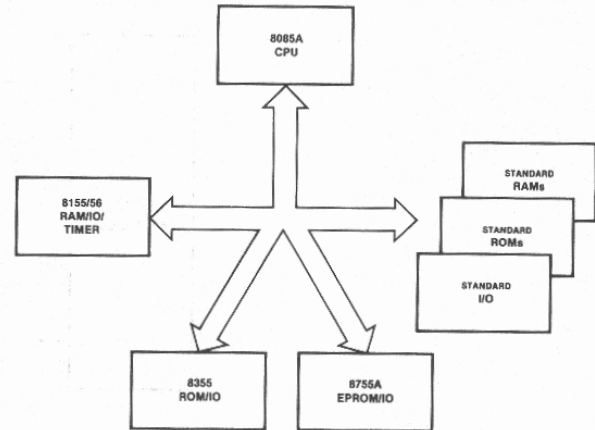 8085A
CPU
8155/56
RAM/IO/
TIMER
STANDARD
RAMs
STANDARD
ROMs
STANDARD
I/O
8355
ROM/IO
8755A
EPROM/IO